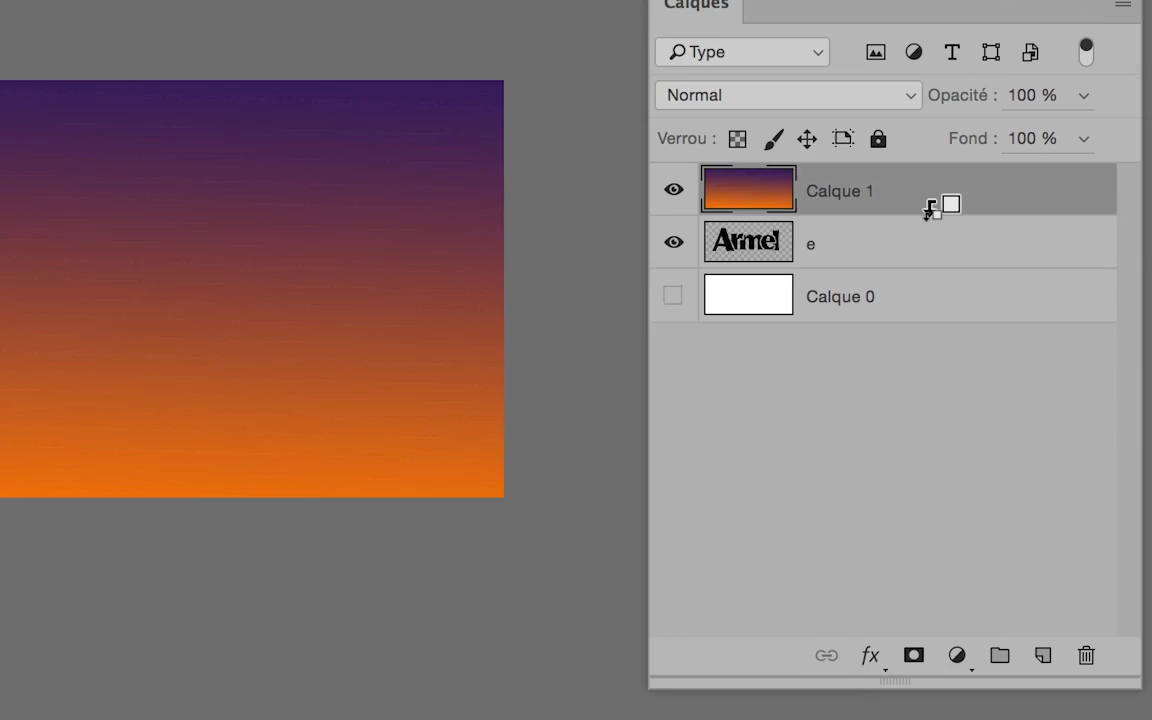 Calques
Type
Normal
Opacité : 100 %
Verrou :
Fond : 100 %
Calque 1
Armel
e
Calque 0
fx